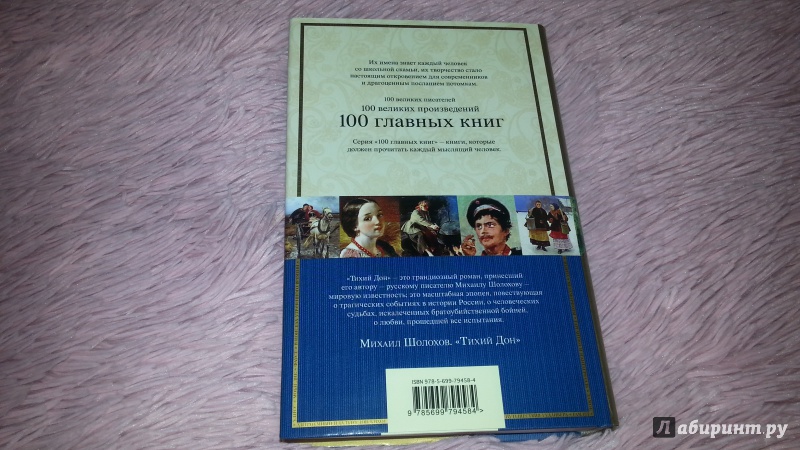 Их имена знает каждый человек
со школьной скамьи, их творчество стало
настоящим откровением для современников
и драгоценным посланием потомкам.
100 великих писателей
100 великих произведений
100 главных книг
Серия «100 главных книг» – книги, которые
должен прочитать каждый мыслящий человек.
«Тихий Дон» – это грандиозный роман, принесший
его автору – русскому писателю Михаилу Шолохову –
мировую известность; это масштабная эпопея, повествующая
о трагических событиях в истории России, о человеческих
судьбах, искалеченных братоубийственной бойней,
о любви, прошедшей все испытания.
Михаил Шолохов. «Тихий Дон»
ISBN 978-5-699-79458-4
9 785699 794584 >
Лабиринт.ру